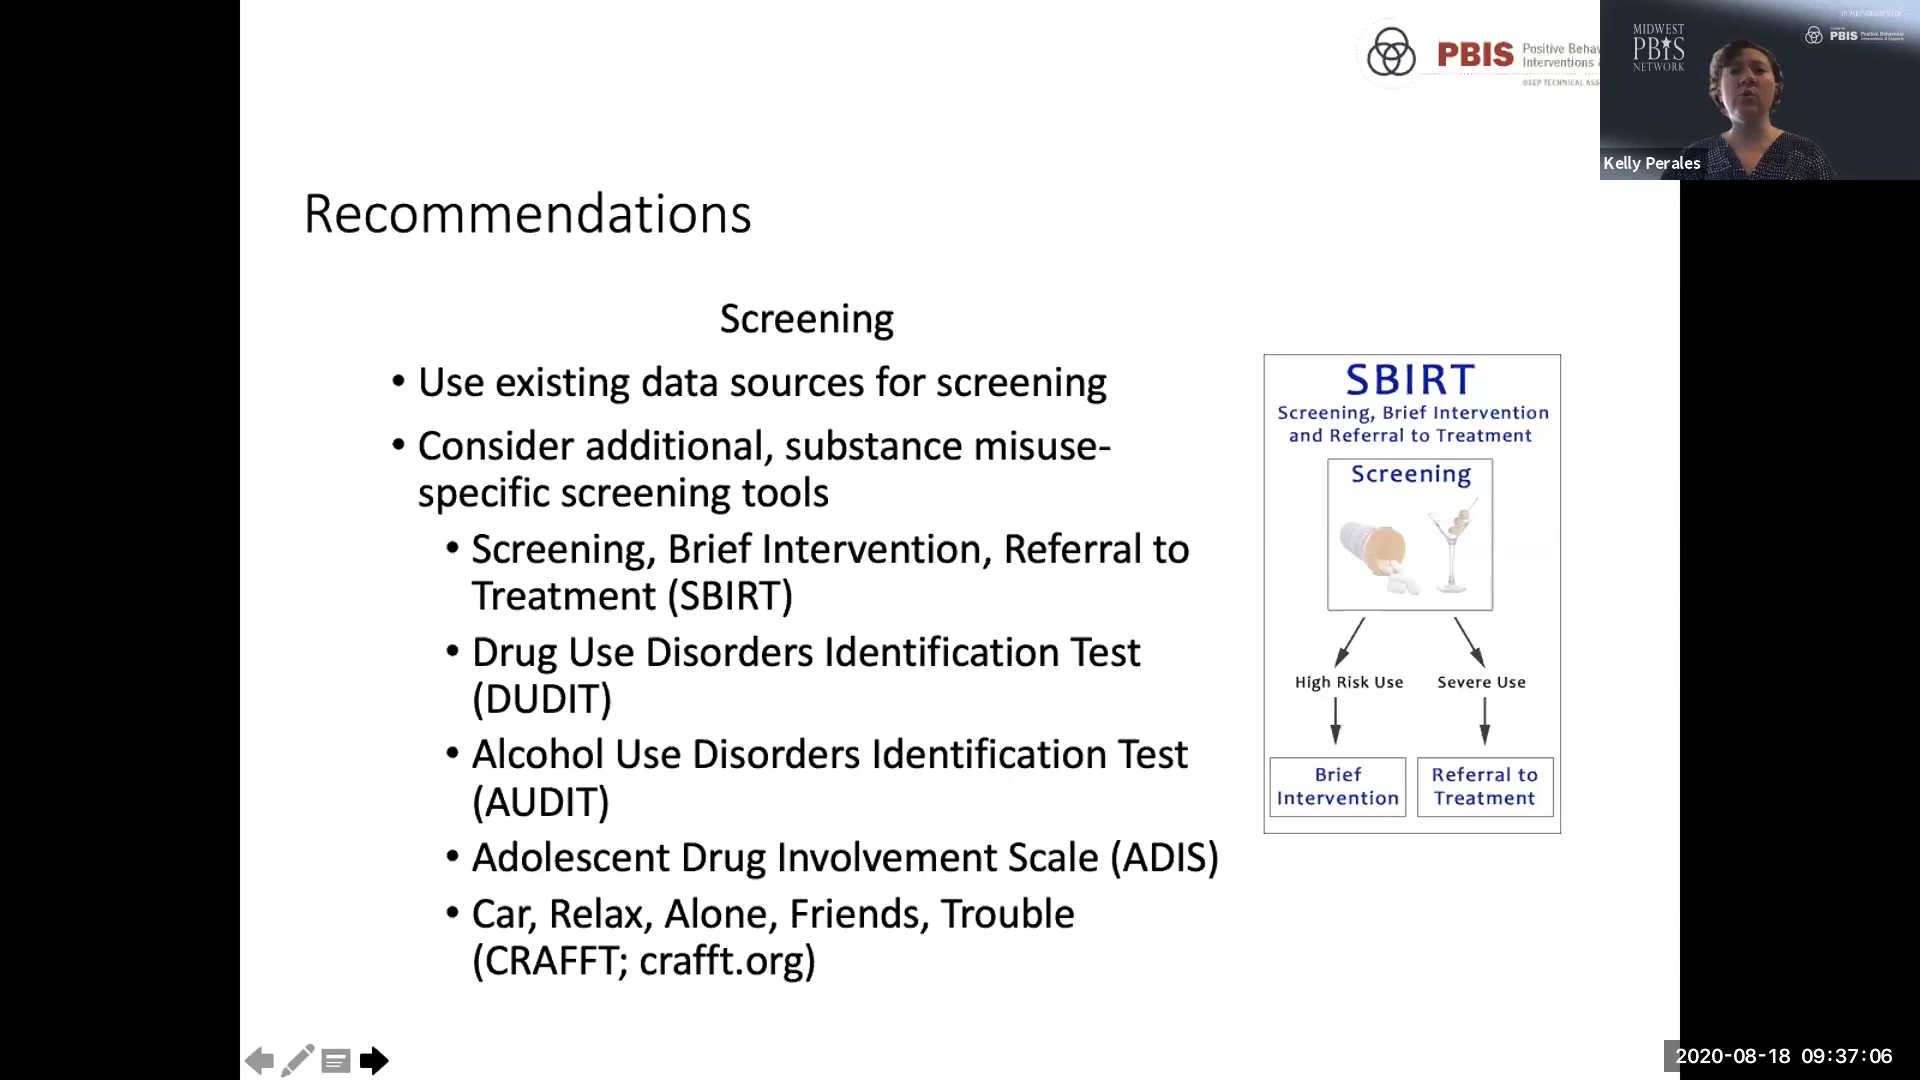 PBIS
Positive Behav
Interventions &
OSEP TECHNICAL ASS
MIDWEST
PBIS
NETWORK
PBIS
Kelly Perales
Recommendations
Screening
• Use existing data sources for screening
• Consider additional, substance misuse-
specific screening tools
• Screening, Brief Intervention, Referral to
Treatment (SBIRT)
• Drug Use Disorders Identification Test
(DUDIT)
• Alcohol Use Disorders Identification Test
(AUDIT)
• Adolescent Drug Involvement Scale (ADIS)
• Car, Relax, Alone, Friends, Trouble
(CRAFFT; crafft.org)
SBIRT
Screening, Brief Intervention
and Referral to Treatment
Screening
High Risk Use
Severe Use
Brief
Intervention
Referral to
Treatment
2020-08-18 09:37:06